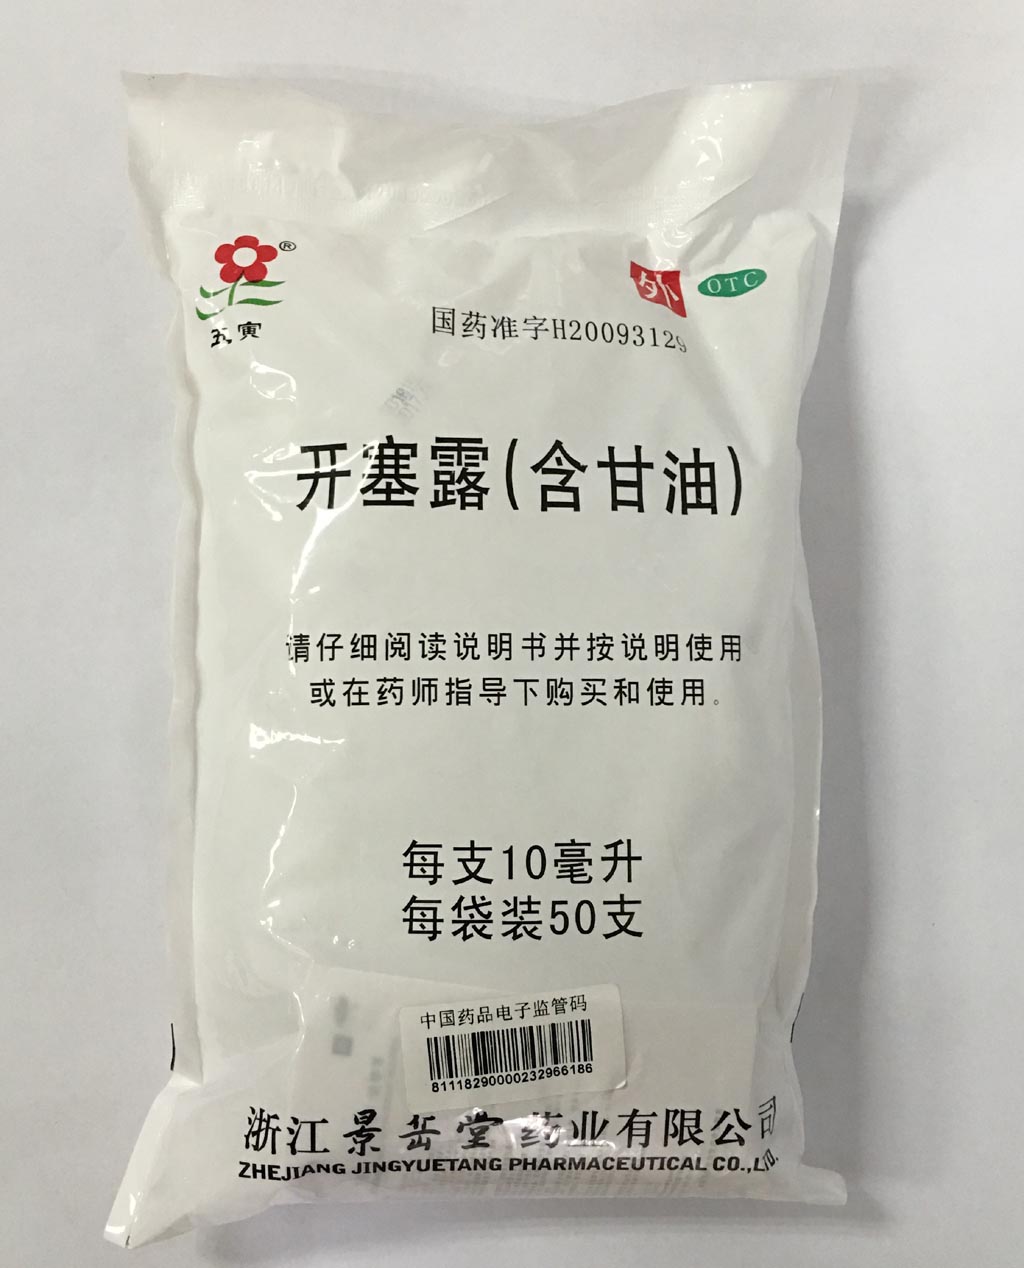 ®
五寅
外
OTC
国药准字H20093129
开塞露(含甘油)
请仔细阅读说明书并按说明使用
或在药师指导下购买和使用。
每支10毫升
每袋装50支
中国药品电子监管码
81118290000232966186
浙江景岳堂药业有限公司
ZHEJIANG JINGYUETANG PHARMACEUTICAL CO.,LTD.